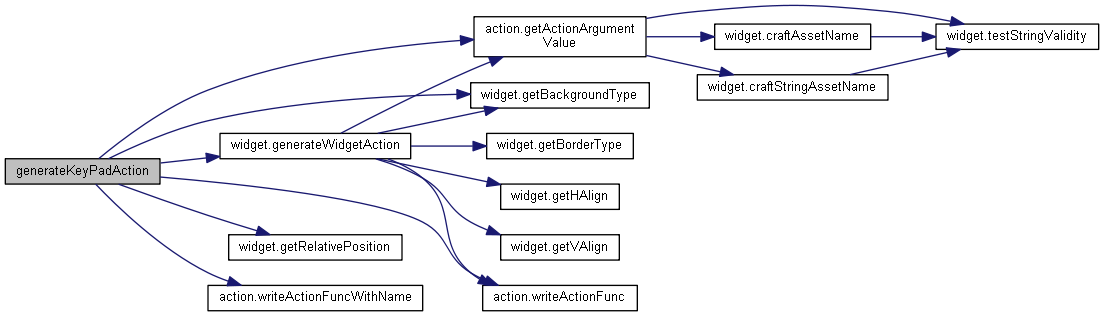 action.getActionArgument
Value
widget.craftAssetName
widget.testStringValidity
widget.craftStringAssetName
widget.getBackgroundType
widget.generateWidgetAction
widget.getBorderType
generateKeyPadAction
widget.getHAlign
widget.getRelativePosition
widget.getVAlign
action.writeActionFuncWithName
action.writeActionFunc